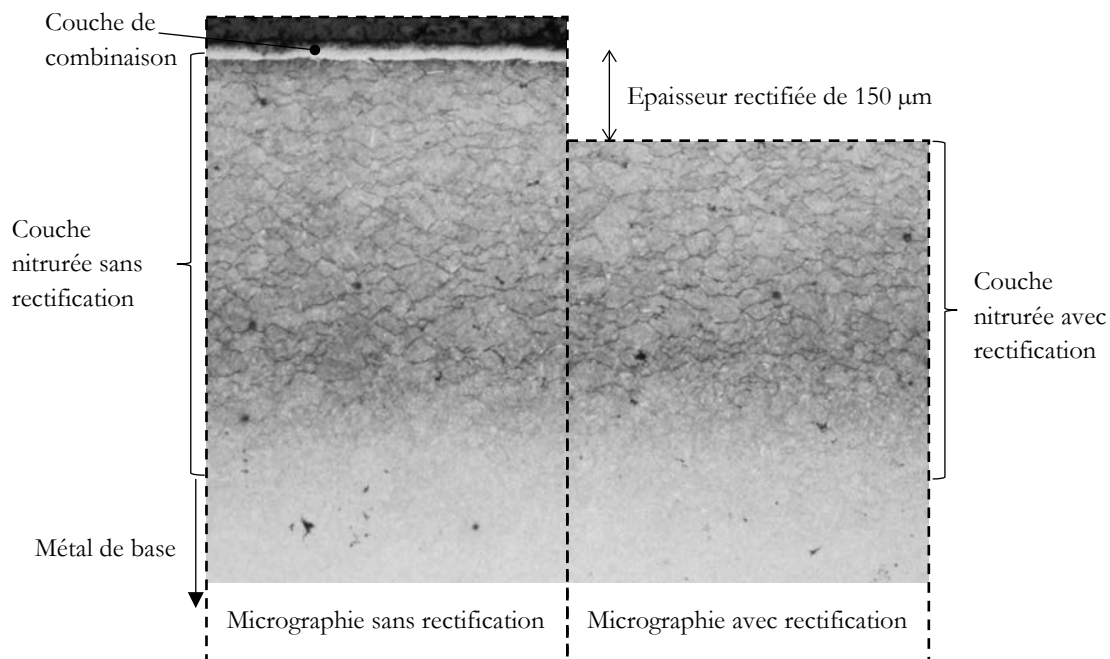 Couche de
combinaison
Epaisseur rectifiée de 150 µm
Couche
nitrurée sans
rectification
Couche
nitrurée avec
rectification
Métal de base
Micrographie sans rectification
Micrographie avec rectification